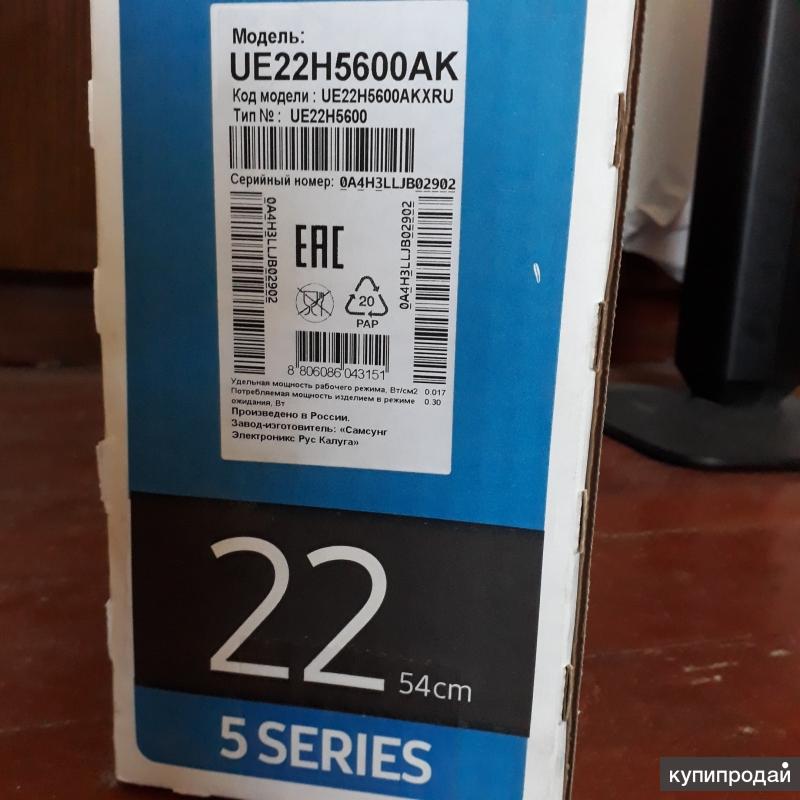 Модель:
UE22H5600AK
Код модели : UE22H5600AKXRU
Тип № : UE22H5600
Серийный номер: 0A4H3LLJB02902
0A4H3LLJB02902
0A4H3LLJB02902
EAC
20
PAP
8 806086 043151
Удельная мощность рабочего режима, Вт/см2 0.017
Потребляемая мощность изделием в режиме 0.30
ожидания, Вт
Произведено в России.
Завод-изготовитель: «Самсунг
Электроникс Рус Калуга»
22
54cm
5 SERIES
купипродай